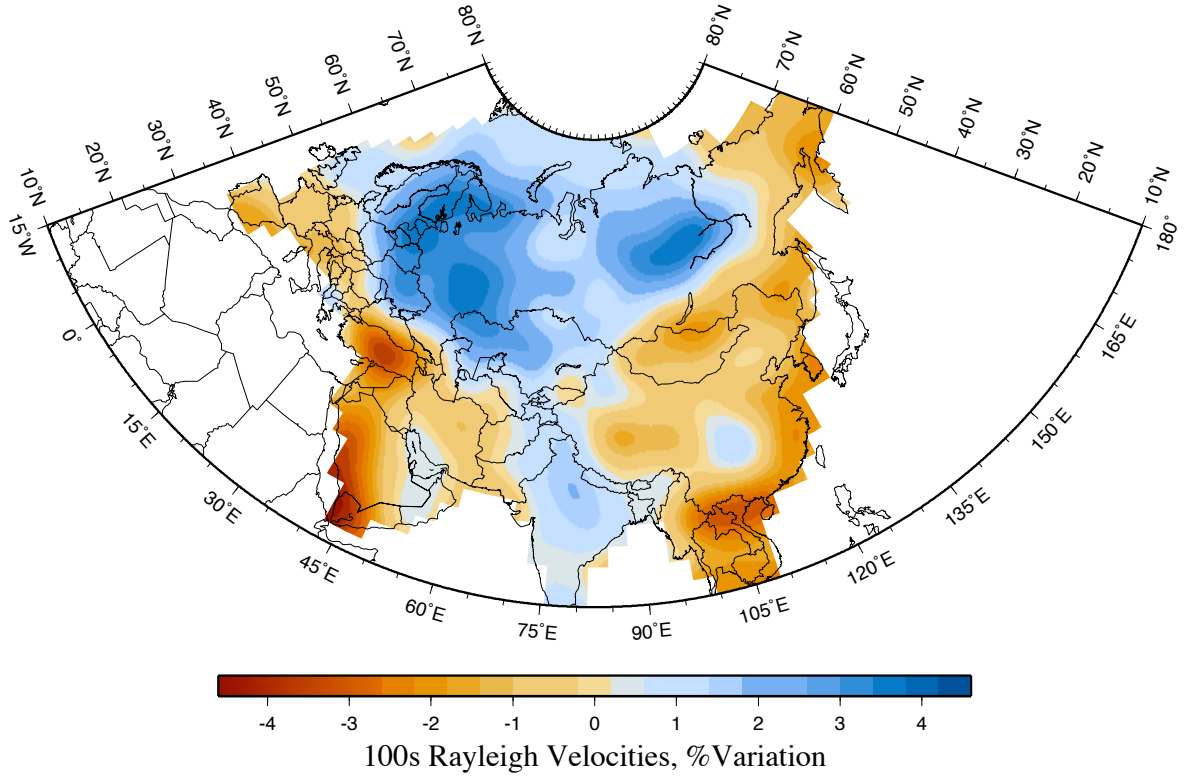 80˚N
70˚N
60˚N
50˚N
40˚N
30˚N
20˚N
10˚N
80˚N
70˚N
60˚N
50˚N
40˚N
30˚N
20˚N
10˚N
15˚W
0˚
15˚E
30˚E
45˚E
60˚E
75˚E
90˚E
105˚E
120˚E
135˚E
150˚E
165˚E
180˚
-4 -3 -2 -1 0 1 2 3 4
100s Rayleigh Velocities, %Variation